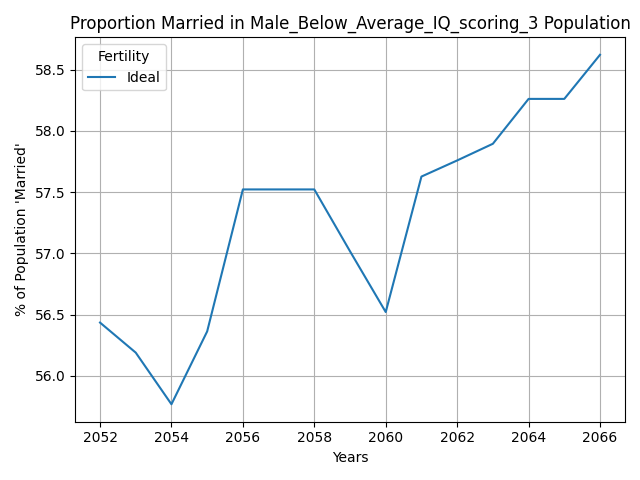 Proportion Married in Male_Below_Average_IQ_scoring_3 Population
Fertility
Ideal
% of Population 'Married'
58.5
58.0
57.5
57.0
56.5
56.0
2052 2054 2056 2058 2060 2062 2064 2066
Years